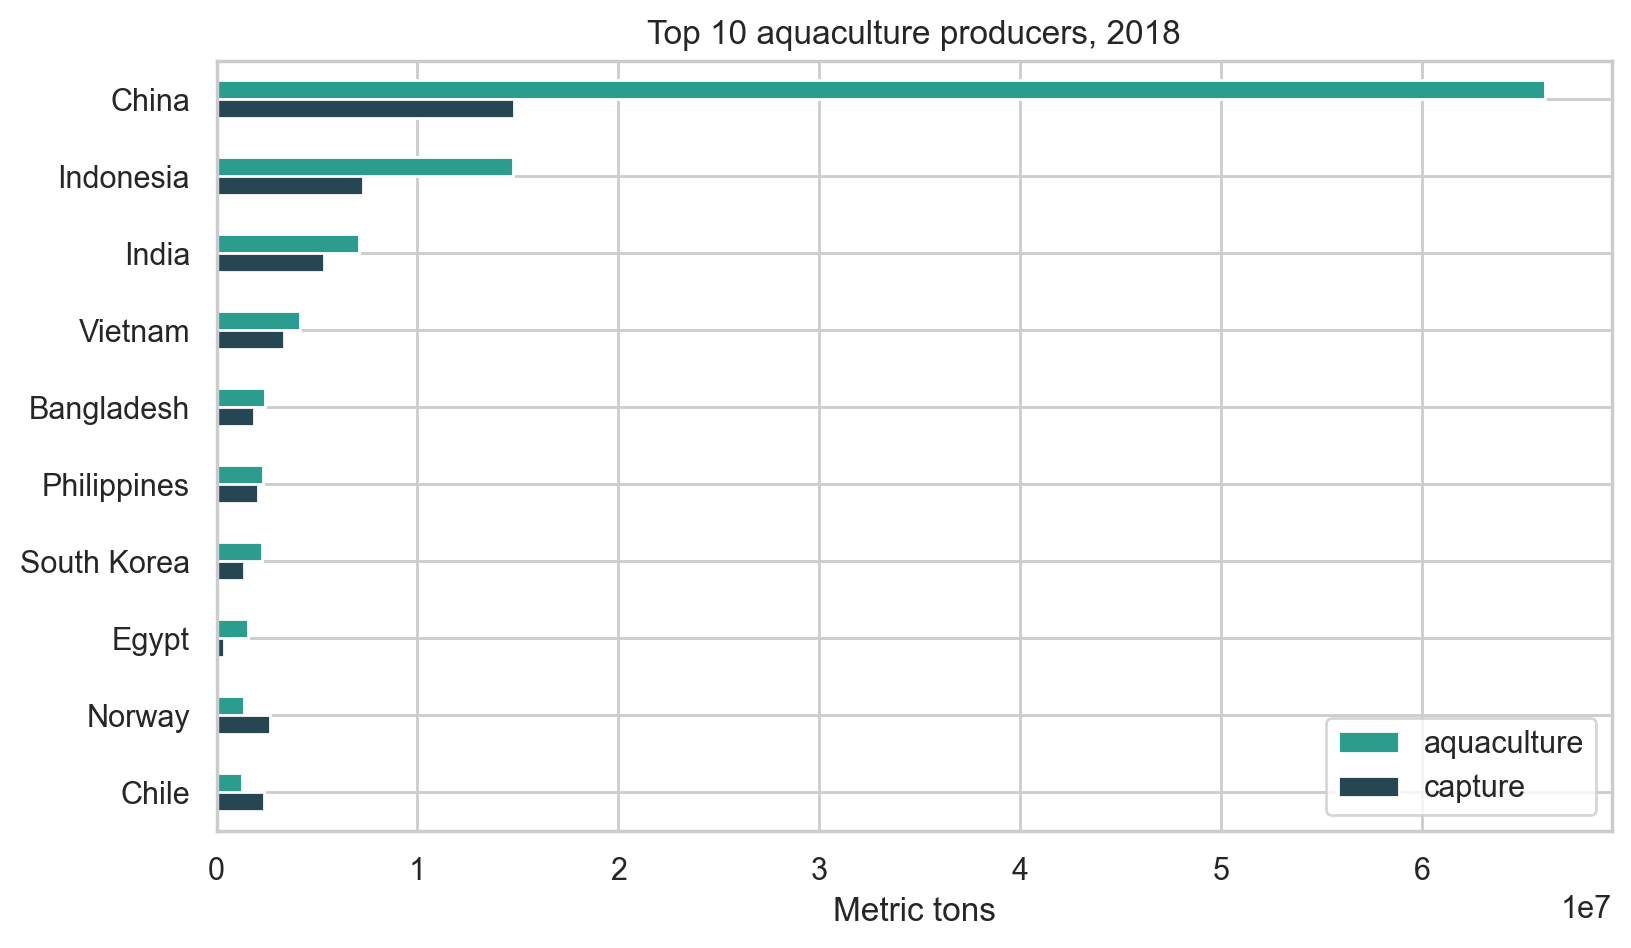 Top 10 aquaculture producers, 2018
China
Indonesia
India
Vietnam
Bangladesh
Philippines
South Korea
Egypt
Norway
Chile
aquaculture
capture
0 1 2 3 4 5 6
Metric tons
1e7